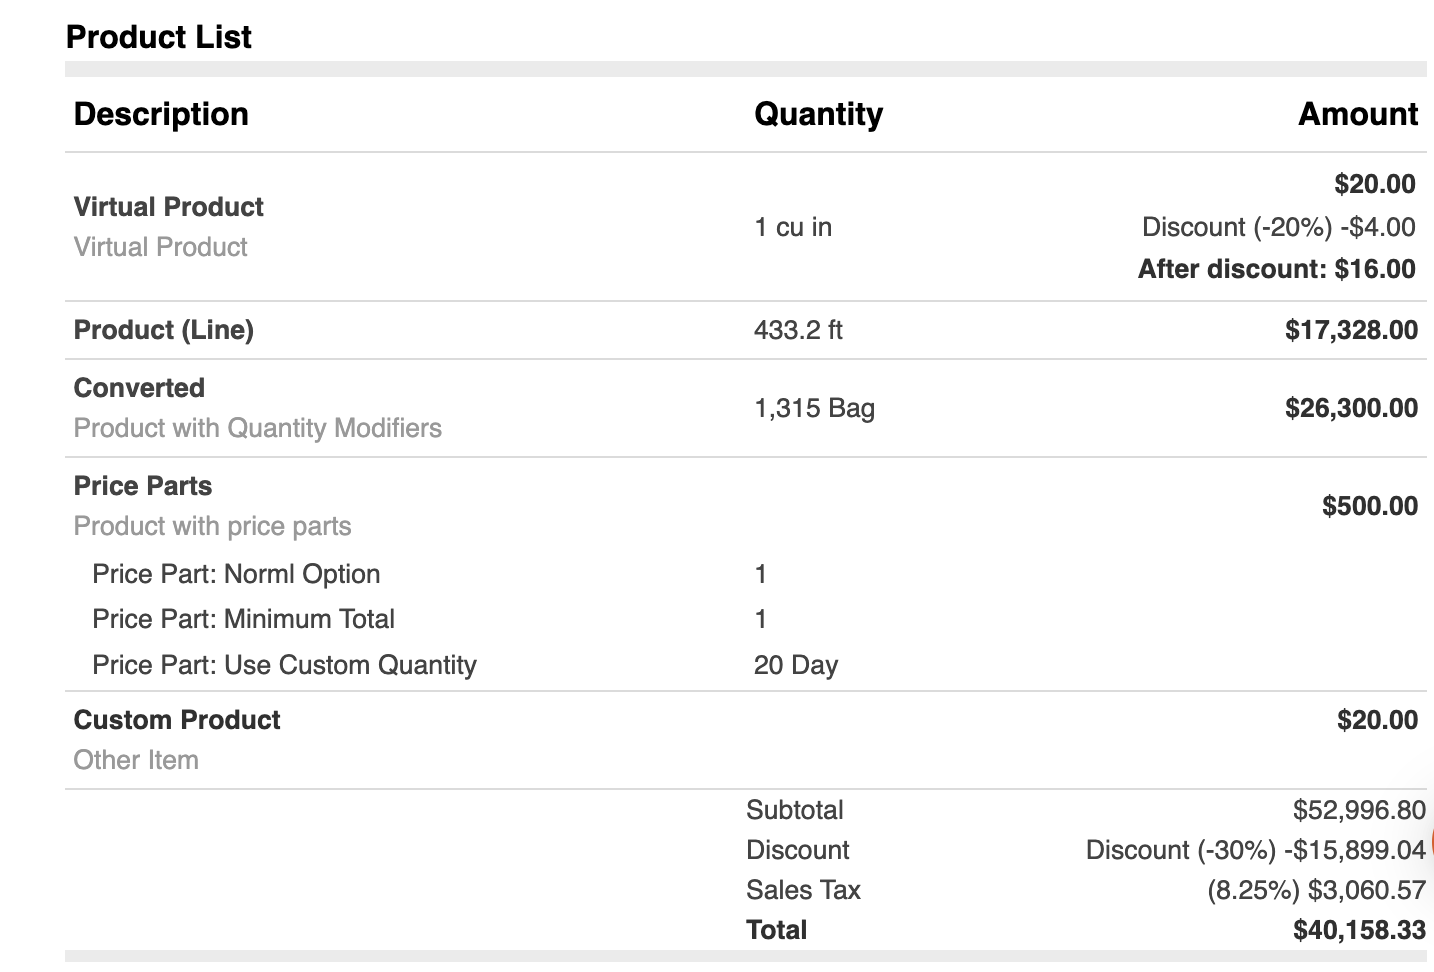 Product List
Description Quantity Amount
$20.00
Virtual Product
1 cu in Discount (-20%) -$4.00
Virtual Product
After discount: $16.00
Product (Line) 433.2 ft $17,328.00
Converted
1,315 Bag $26,300.00
Product with Quantity Modifiers
Price Parts
$500.00
Product with price parts
Price Part: Norml Option 1
Price Part: Minimum Total 1
Price Part: Use Custom Quantity 20 Day
Custom Product $20.00
Other Item
Subtotal $52,996.80
Discount Discount (-30%) -$15,899.04
Sales Tax (8.25%) $3,060.57
Total $40,158.33